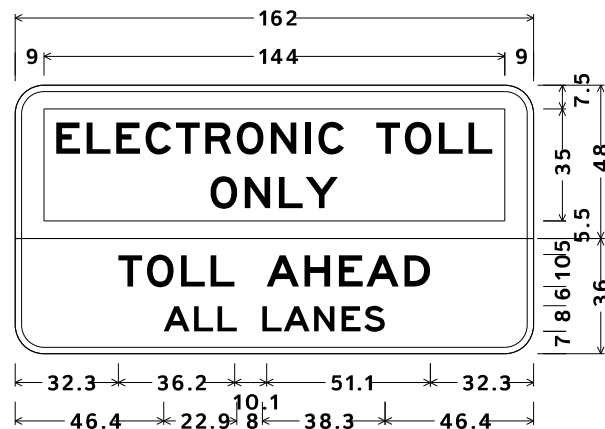 162
9 144 9
7.5
ELECTRONIC TOLL
ONLY
35
48
5.5
TOLL AHEAD
ALL LANES
5
10
6
8
7
36
32.3 36.2 10.1 51.1 32.3
46.4 22.9 8 38.3 46.4